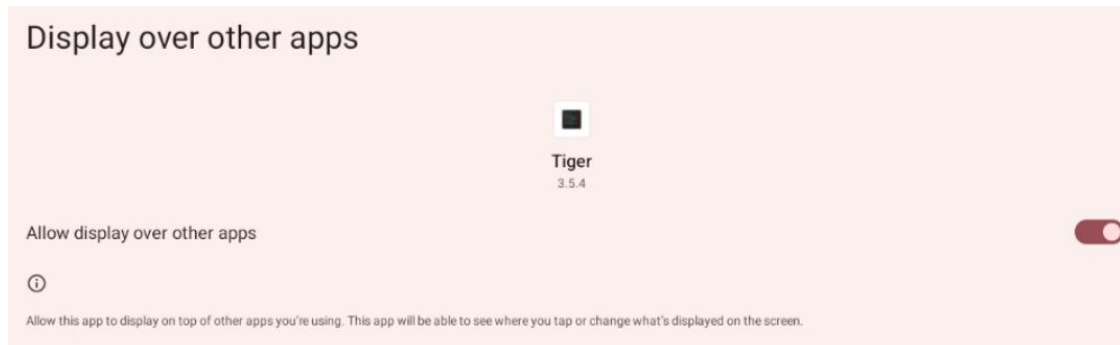 Display over other apps
Tiger
3.5.4
Allow display over other apps
Allow this app to display on top of other apps you're using. This app will be able to see where you tap or change what's displayed on the screen.